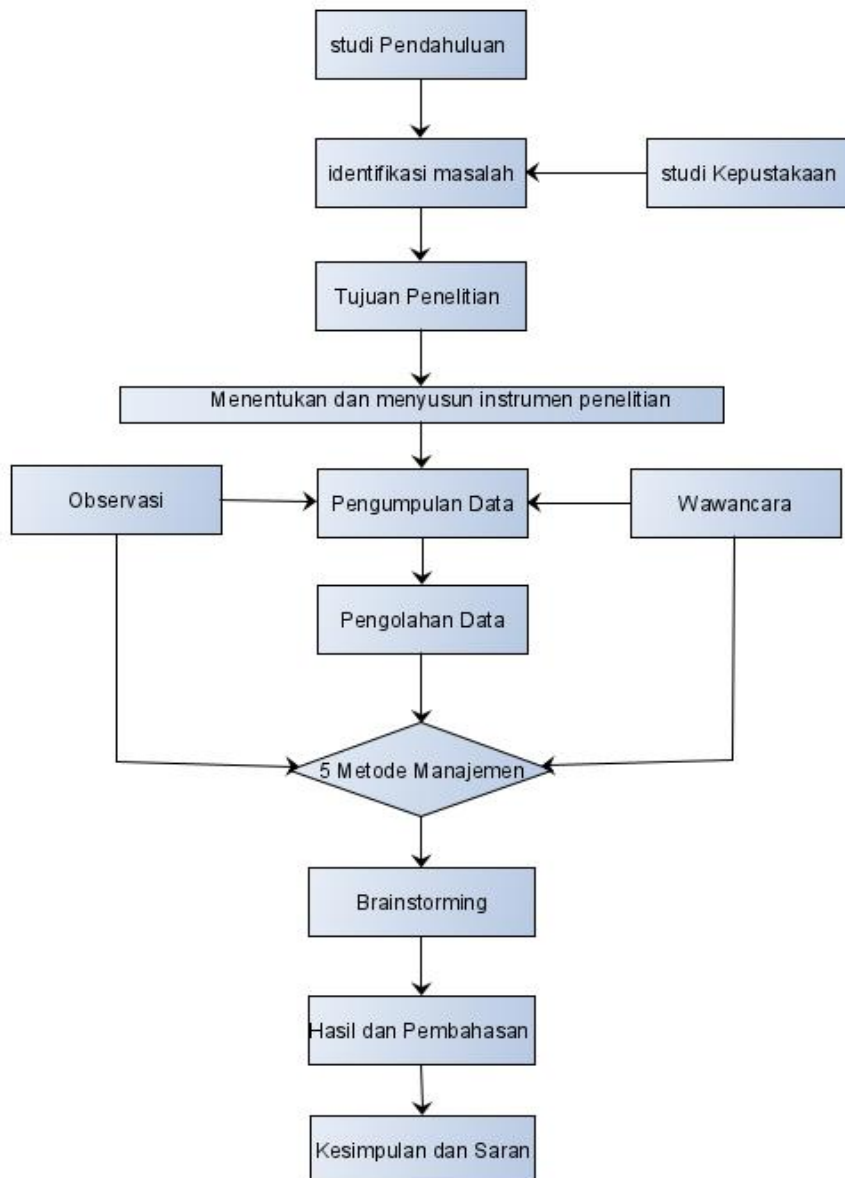 studi Pendahuluan
identifikasi masalah
studi Kepustakaan
Tujuan Penelitian
Menentukan dan menyusun instrumen penelitian
Observasi
Pengumpulan Data
Wawancara
Pengolahan Data
5 Metode Manajemen
Brainstorming
Hasil dan Pembahasan
Kesimpulan dan Saran